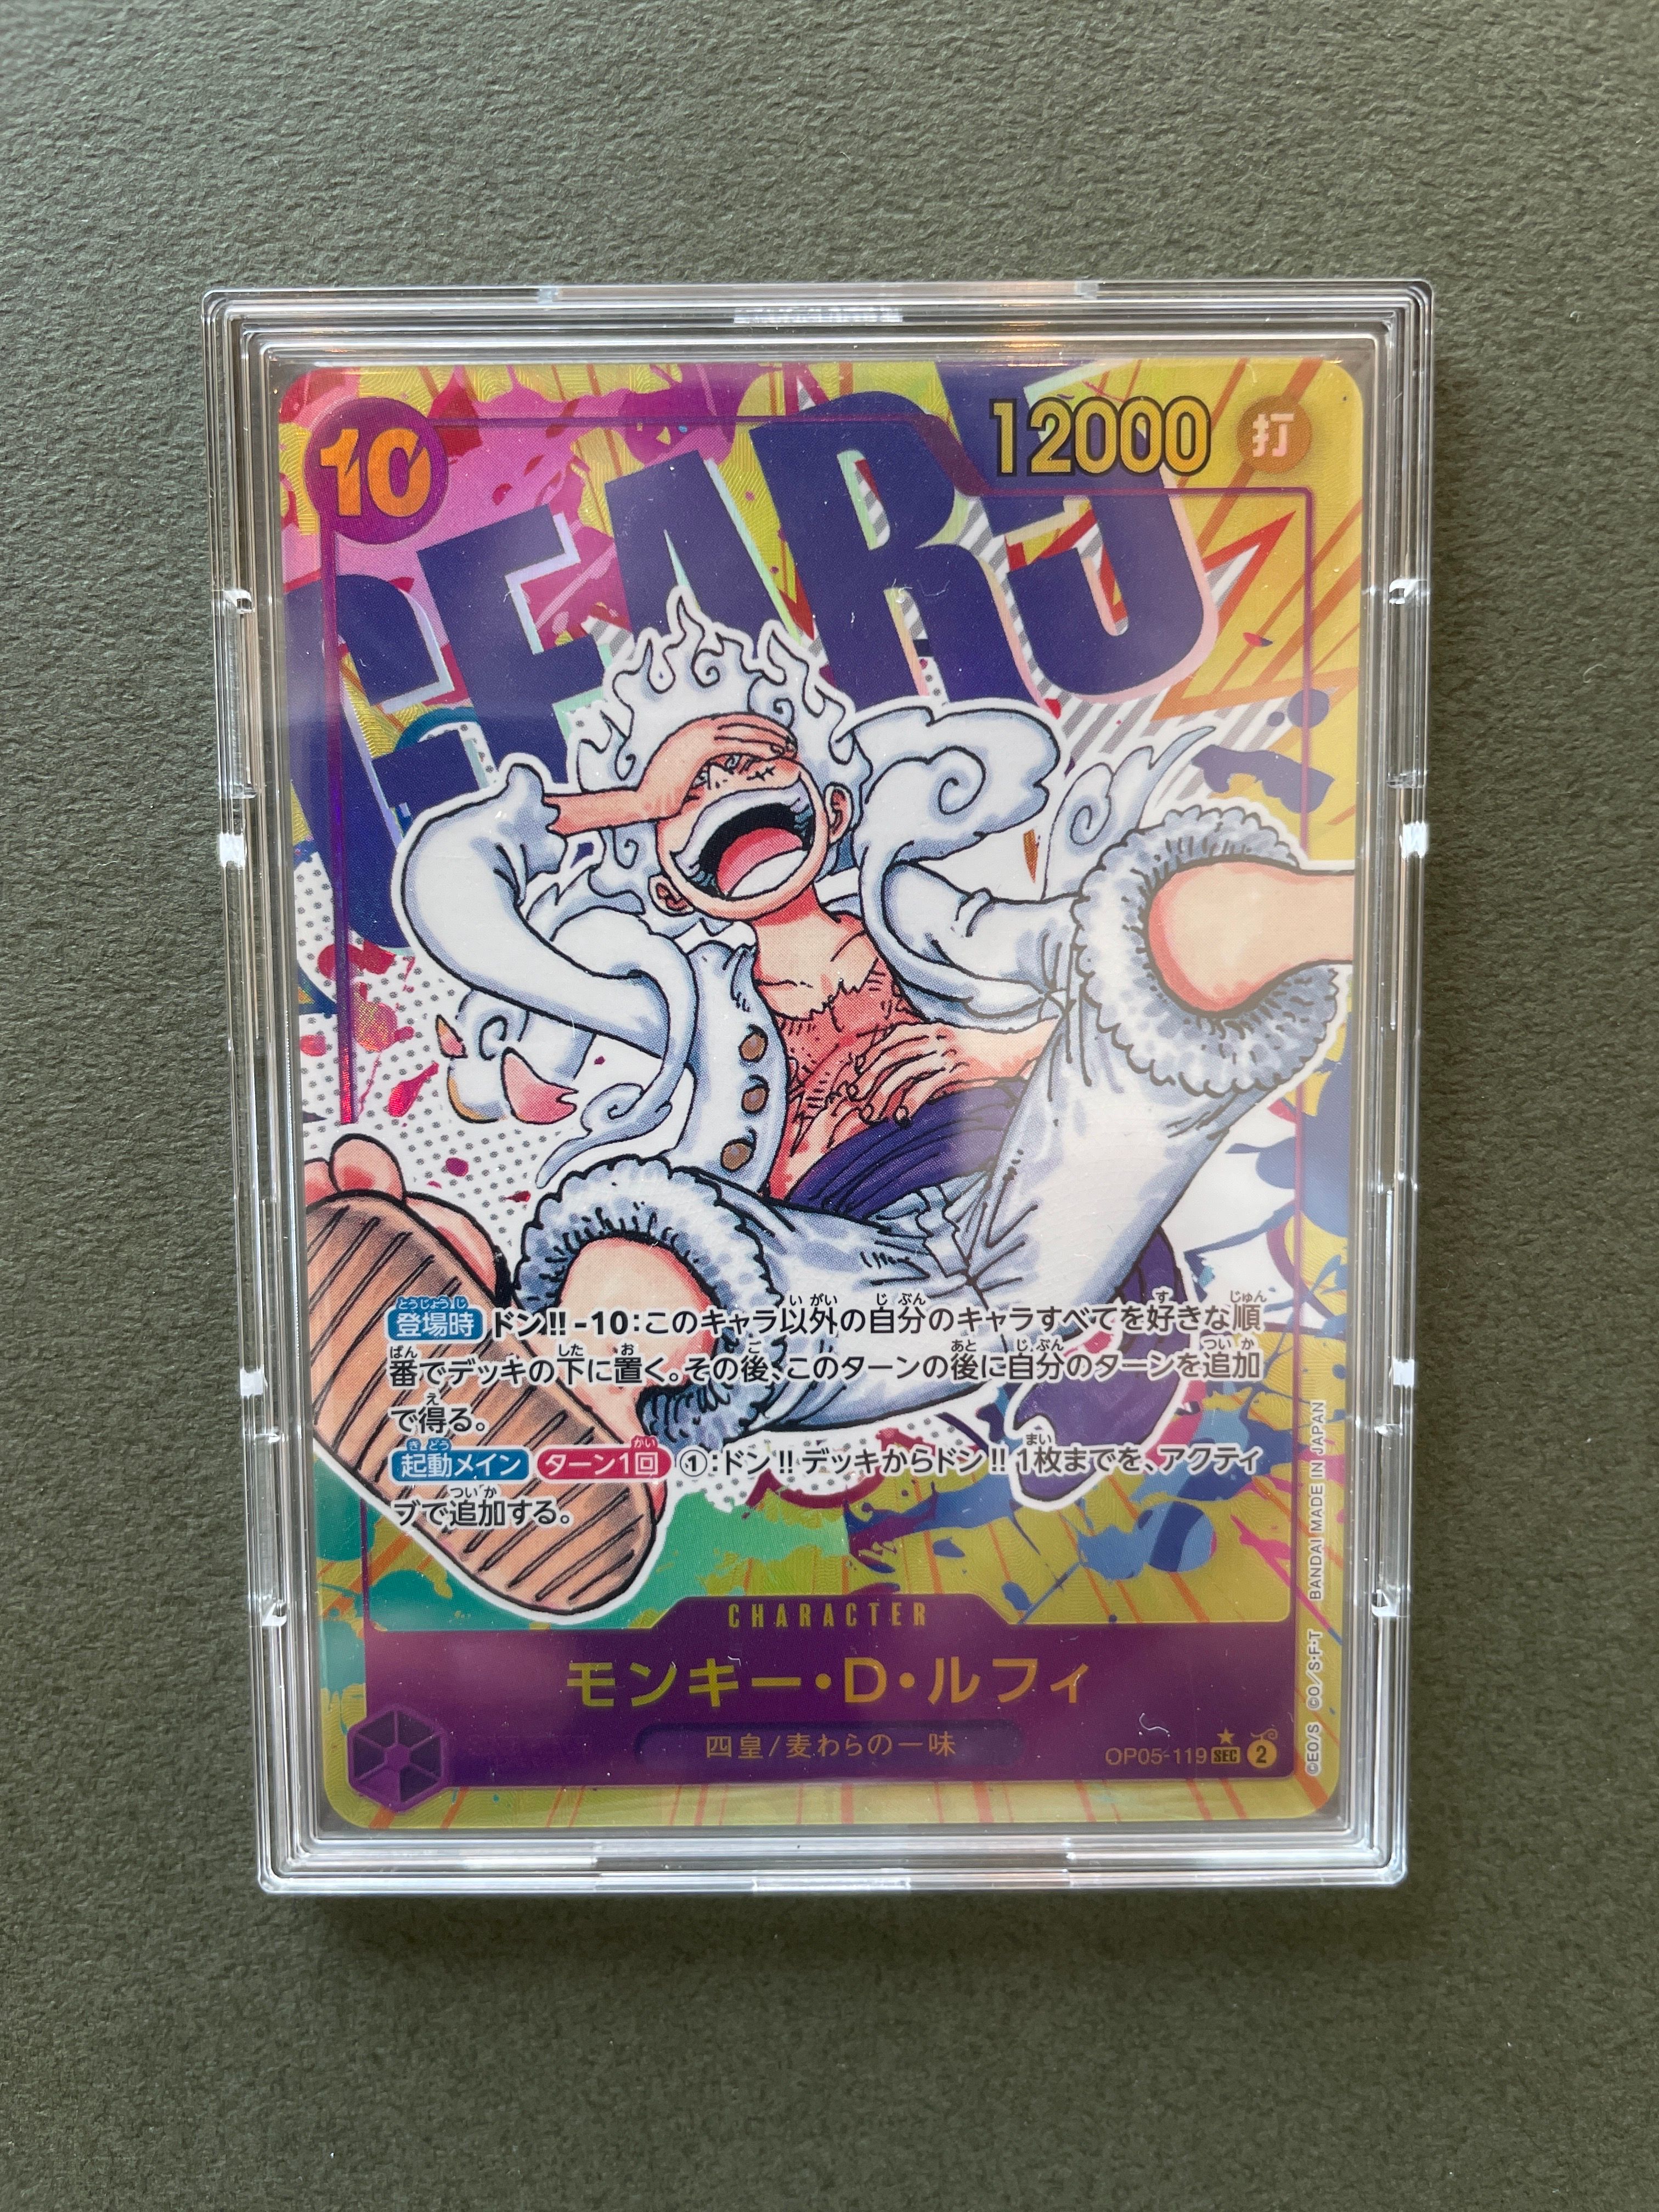 10
12000
打
GEAR5
登場時 ドン!!-10:このキャラ以外の自分のキャラすべてを好きな順
番でデッキの下に置く。その後、このターンの後に自分のターンを追加
で得る。
起動メイン ターン1回 ①:ドン!!デッキからドン!!1枚までを、アクティ
ブで追加する。
CHARACTER
モンキー・D・ルフィ
四皇/麦わらの一味
OP05-119 SEC 2
©EO/S ©O/S・F・T BANDAI MADE IN JAPAN